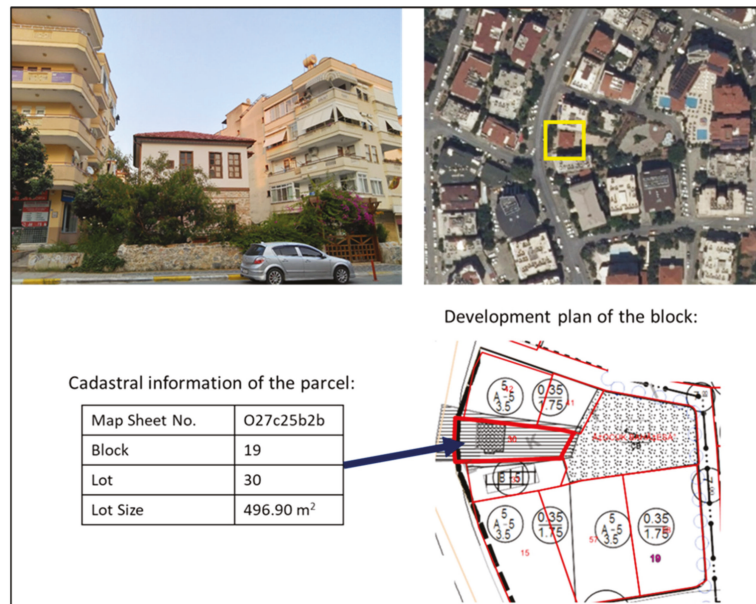 Development plan of the block:
Cadastral information of the parcel:
Map Sheet No. O27c25b2b
Block 19
Lot 30
Lot Size 496.90 m²
5
A-5
3.5
0.35
1.75
30
K
5
A-5
3.5
0.35
1.75
15
5
A-5
3.5
57
0.35
1.75
19